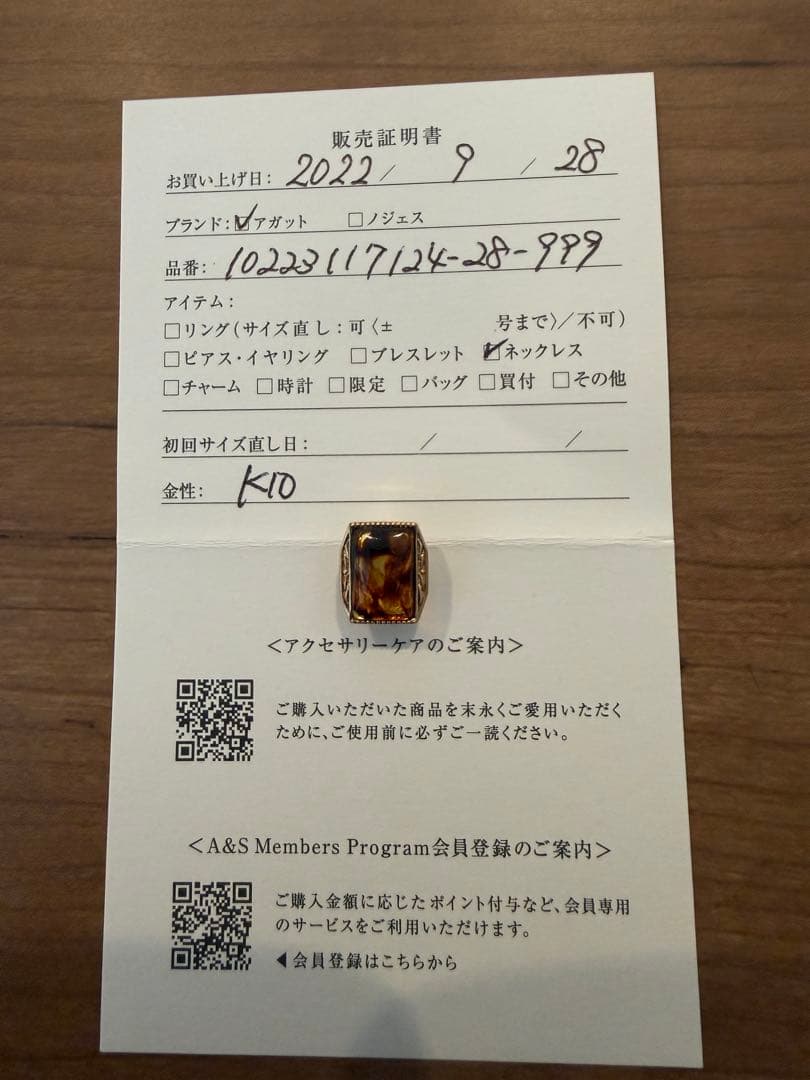 販売証明書
お買い上げ日: 2022 / 9 / 28
ブランド: ☑アガット □ノジェス
品番: 10223117124-28-999
アイテム:
□リング(サイズ直し:可〈± 号まで〉/不可)
□ピアス・イヤリング □ブレスレット ☑ネックレス
□チャーム □時計 □限定 □バッグ □買付 □その他
初回サイズ直し日: / /
金性: K10
<アクセサリーケアのご案内>
ご購入いただいた商品を末永くご愛用いただく
ために、ご使用前に必ずご一読ください。
<A&S Members Program会員登録のご案内>
ご購入金額に応じたポイント付与など、会員専用
のサービスをご利用いただけます。
◀会員登録はこちらから